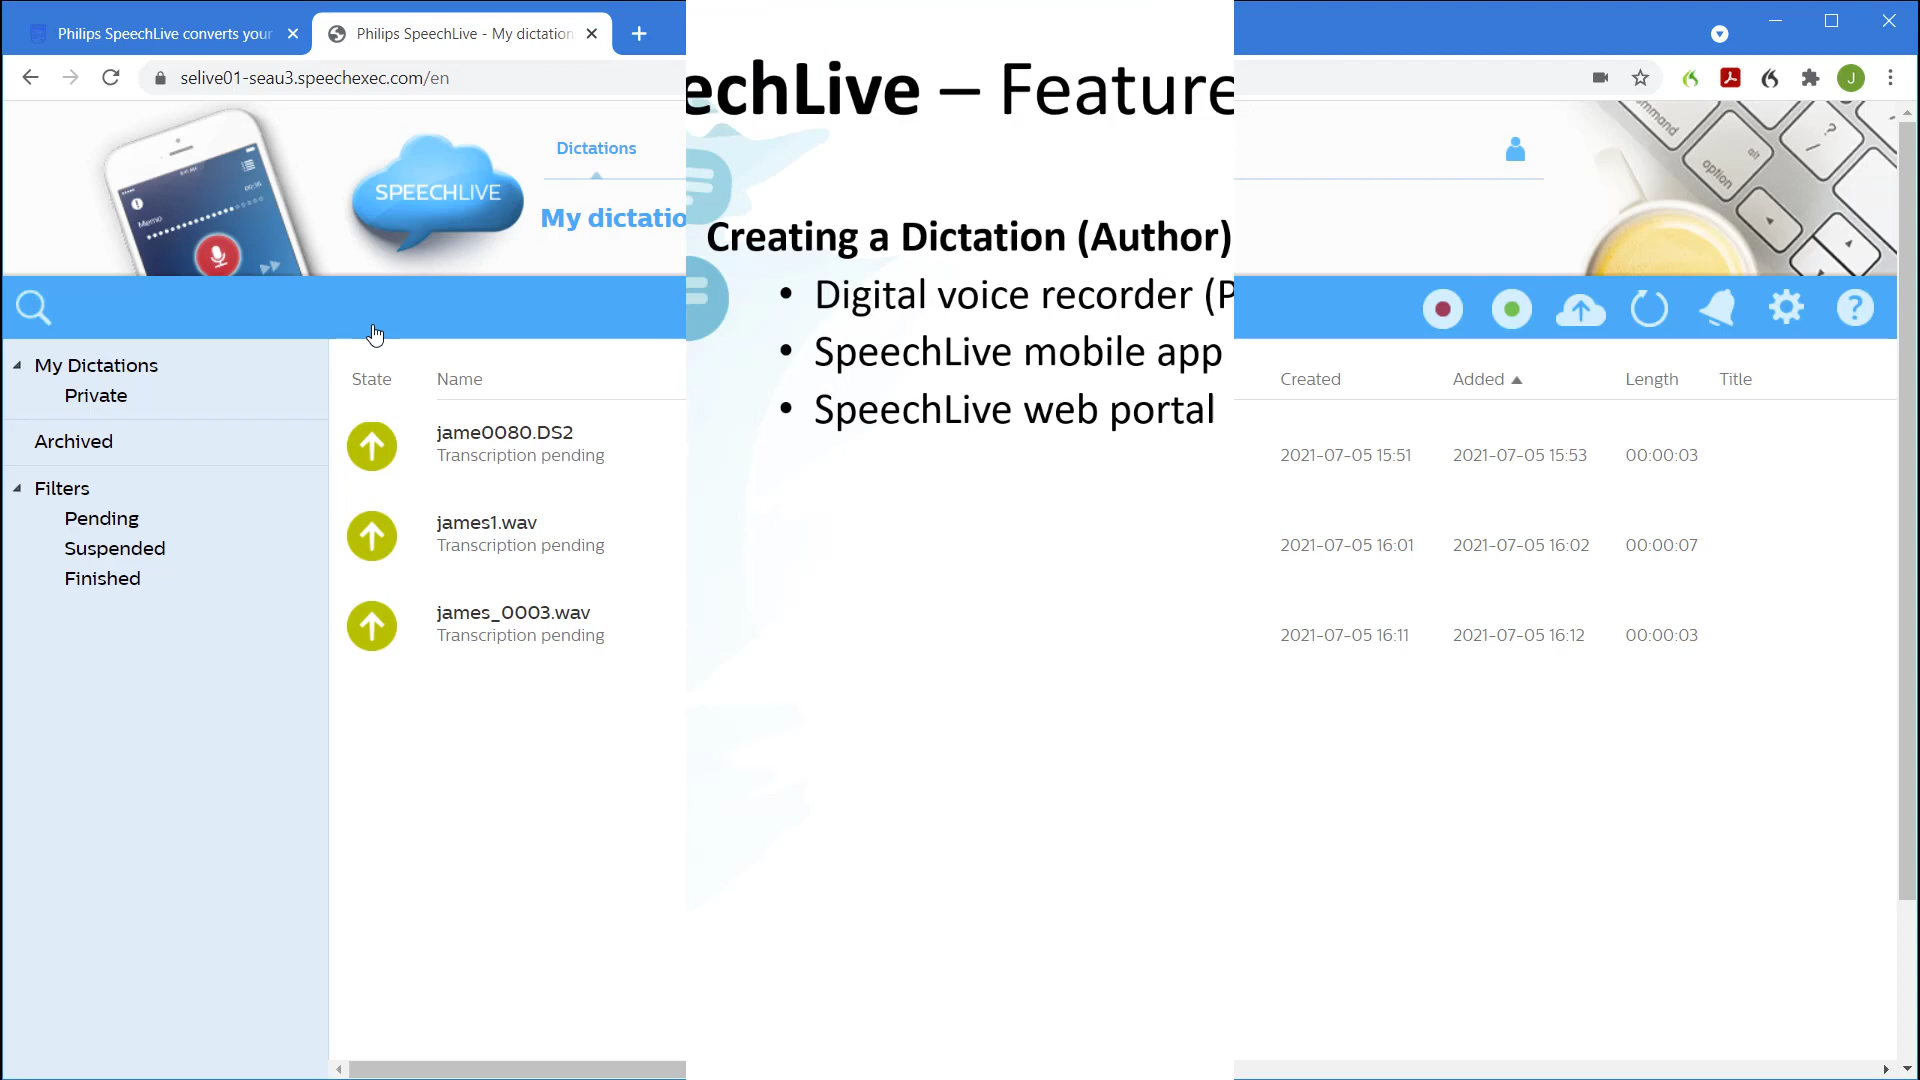 Philips SpeechLive converts your
Philips SpeechLive - My dictation
selive01-seau3.speechexec.com/en
J
SPEECHLIVE
Memo
Dictations
My dictatio
echLive – Feature
Creating a Dictation (Author)
• Digital voice recorder (P
• SpeechLive mobile app
• SpeechLive web portal
command
option
alt
?
My Dictations
Private
Archived
Filters
Pending
Suspended
Finished
State Name Created Added Length Title
jame0080.DS2
Transcription pending 2021-07-05 15:51 2021-07-05 15:53 00:00:03
james1.wav
Transcription pending 2021-07-05 16:01 2021-07-05 16:02 00:00:07
james_0003.wav
Transcription pending 2021-07-05 16:11 2021-07-05 16:12 00:00:03